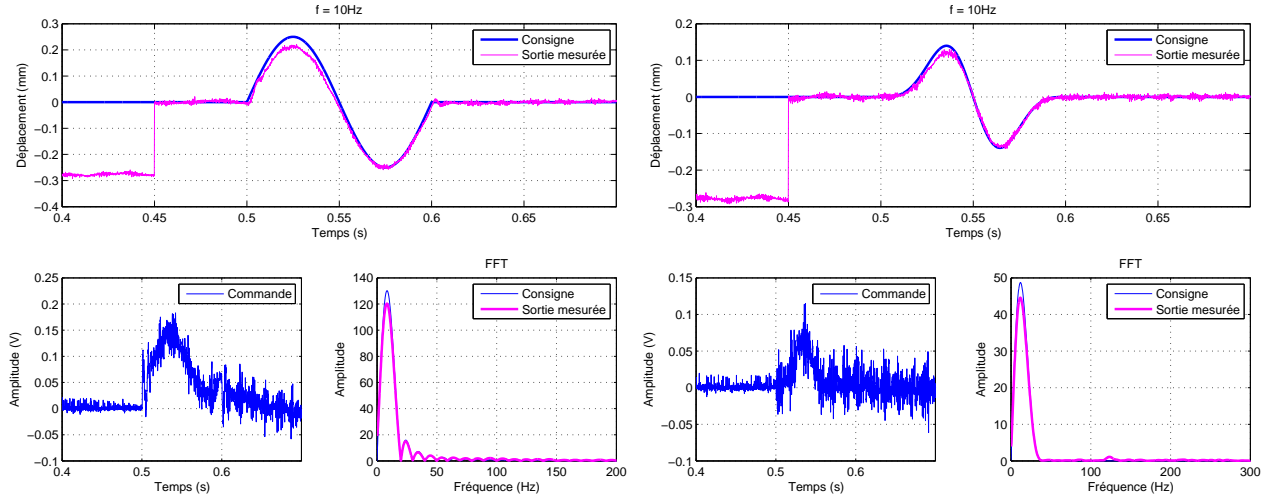 f = 10Hz
0.3
0.2
0.1
0
−0.1
−0.2
−0.3
−0.4
Déplacement (mm)
Consigne
Sortie mesurée
0.4 0.45 0.5 0.55 0.6 0.65
Temps (s)
f = 10Hz
0.2
0.1
0
−0.1
−0.2
−0.3
Déplacement (mm)
Consigne
Sortie mesurée
0.4 0.45 0.5 0.55 0.6 0.65
Temps (s)
0.25
0.2
0.15
0.1
0.05
0
−0.05
−0.1
Amplitude (V)
Commande
0.4 0.5 0.6
Temps (s)
FFT
140
120
100
80
60
40
20
0
Amplitude
Consigne
Sortie mesurée
0 50 100 150 200
Fréquence (Hz)
0.15
0.1
0.05
0
−0.05
−0.1
Amplitude (V)
Commande
0.4 0.5 0.6
Temps (s)
FFT
50
40
30
20
10
0
Amplitude
Consigne
Sortie mesurée
0 100 200 300
Fréquence (Hz)